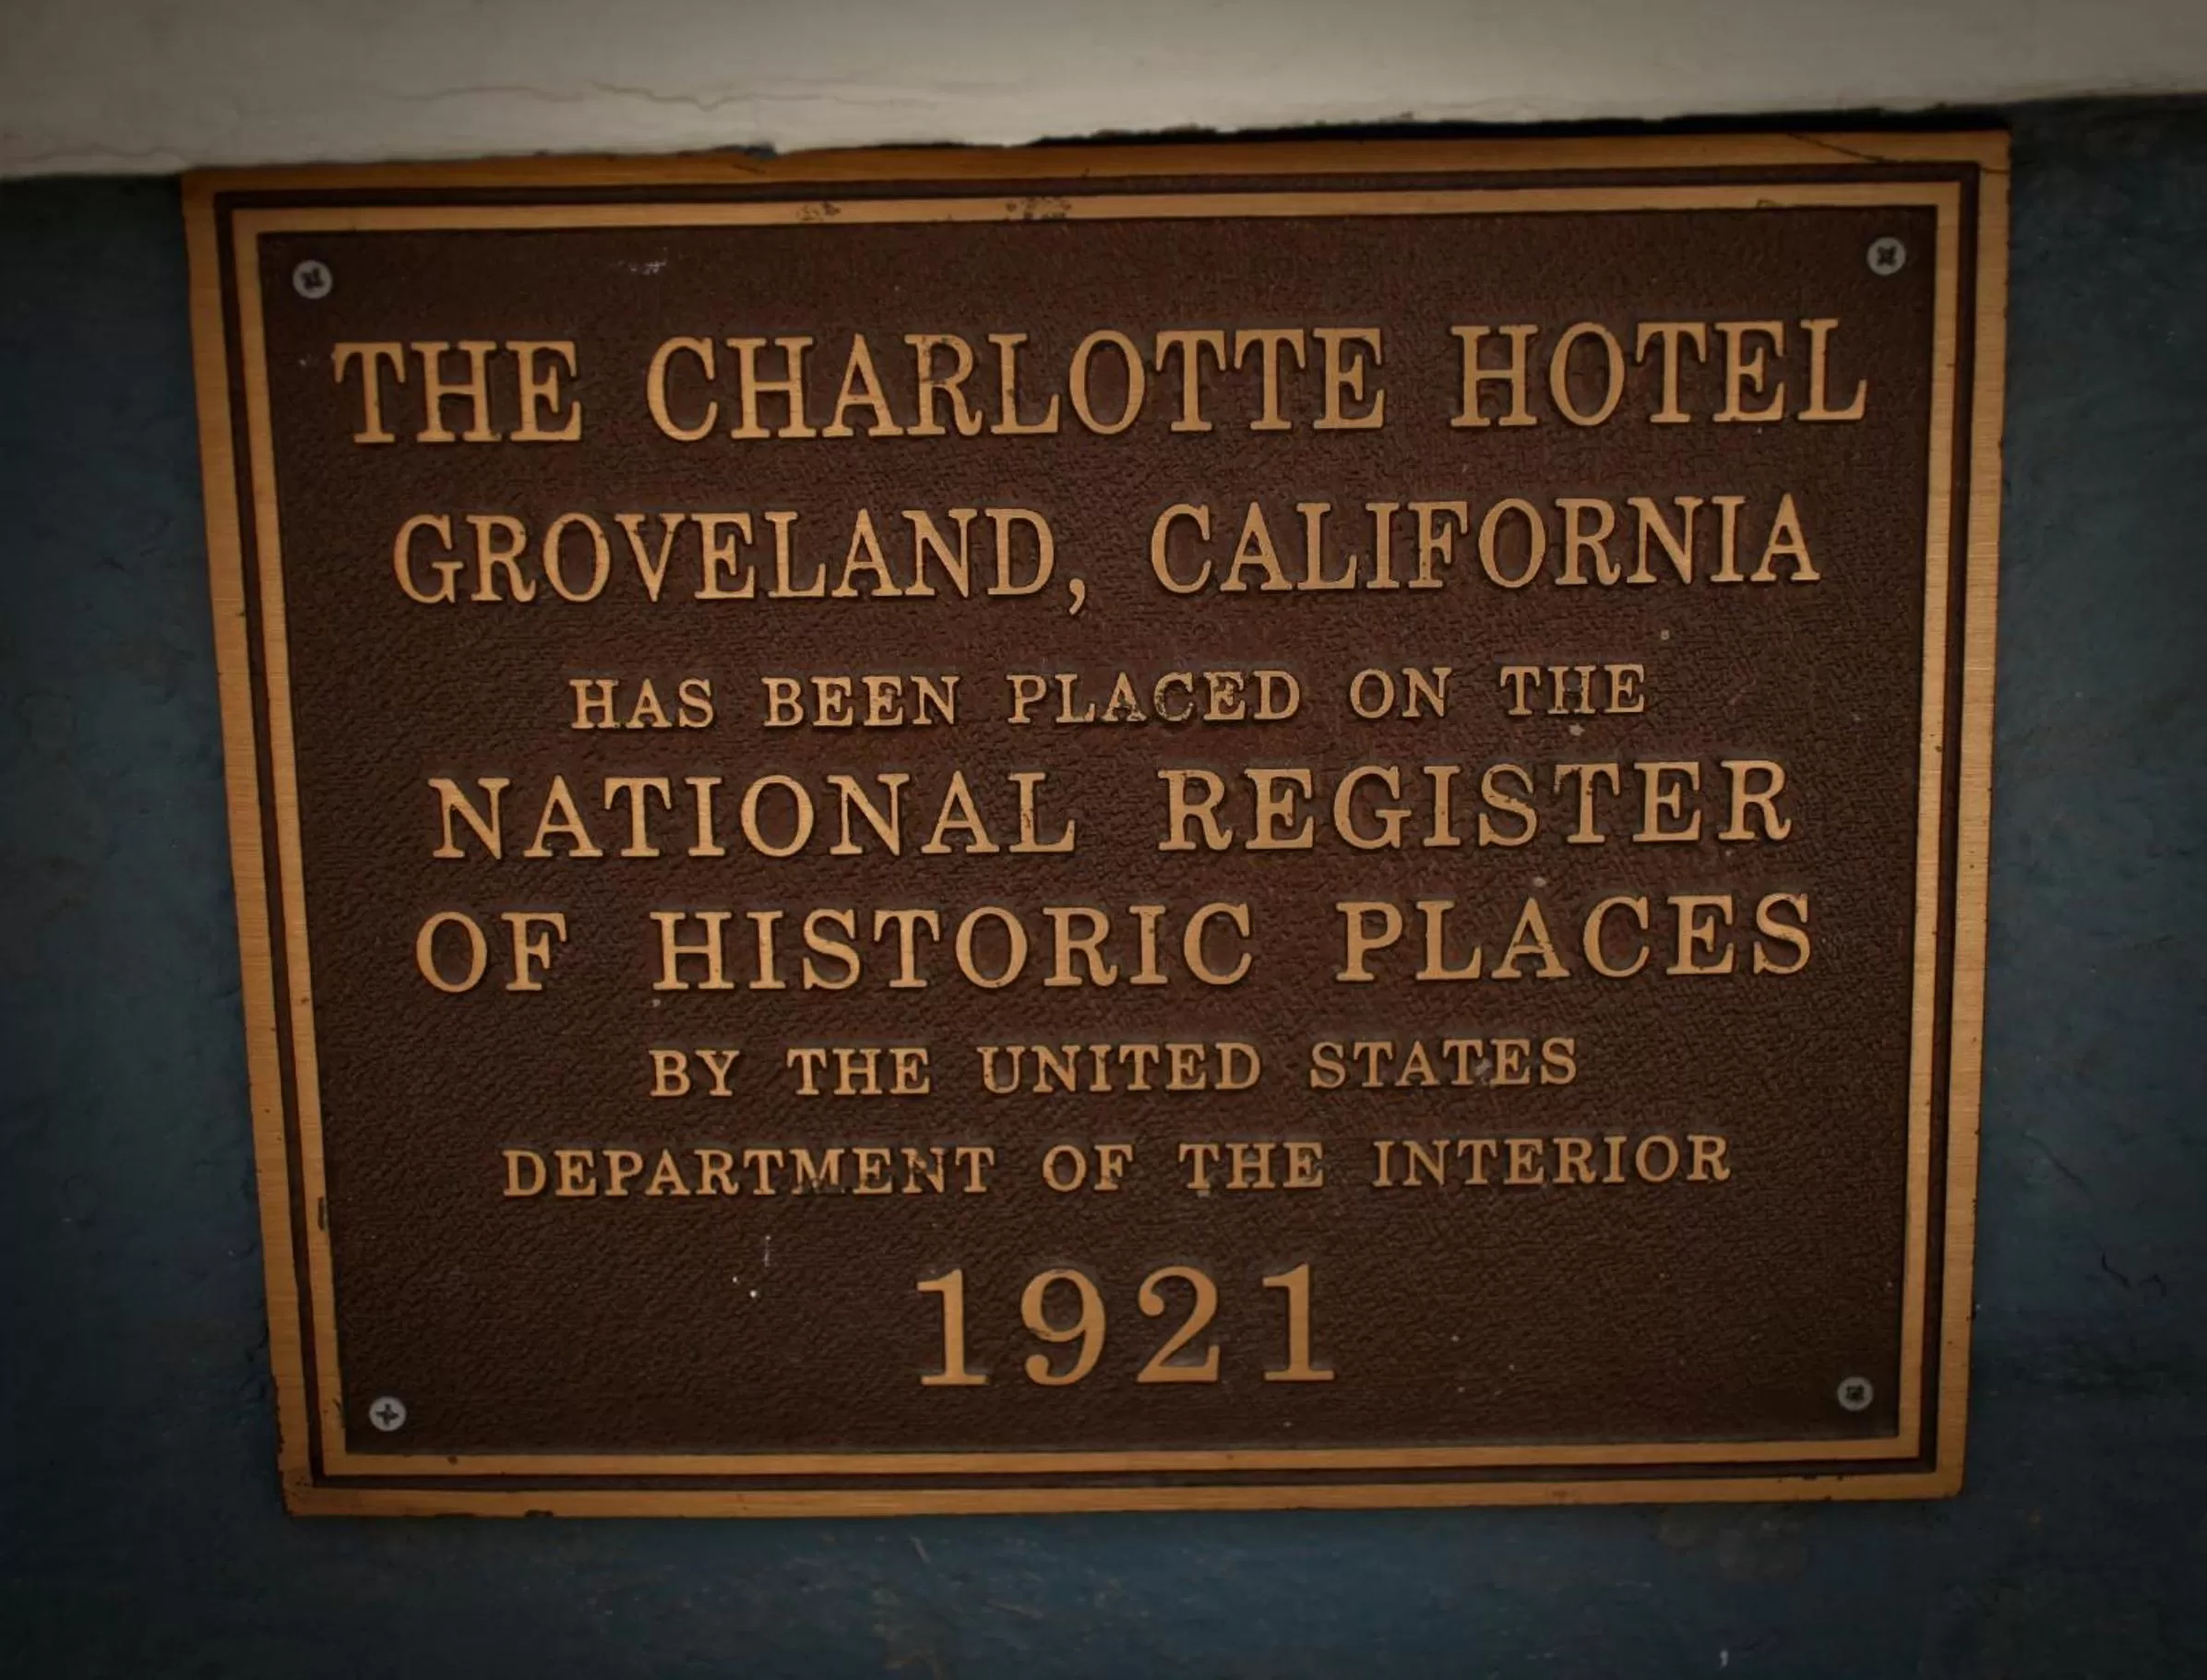 THE CHARLOTTE HOTEL
GROVELAND, CALIFORNIA
HAS BEEN PLACED ON THE
NATIONAL REGISTER
OF HISTORIC PLACES
BY THE UNITED STATES
DEPARTMENT OF THE INTERIOR
1921